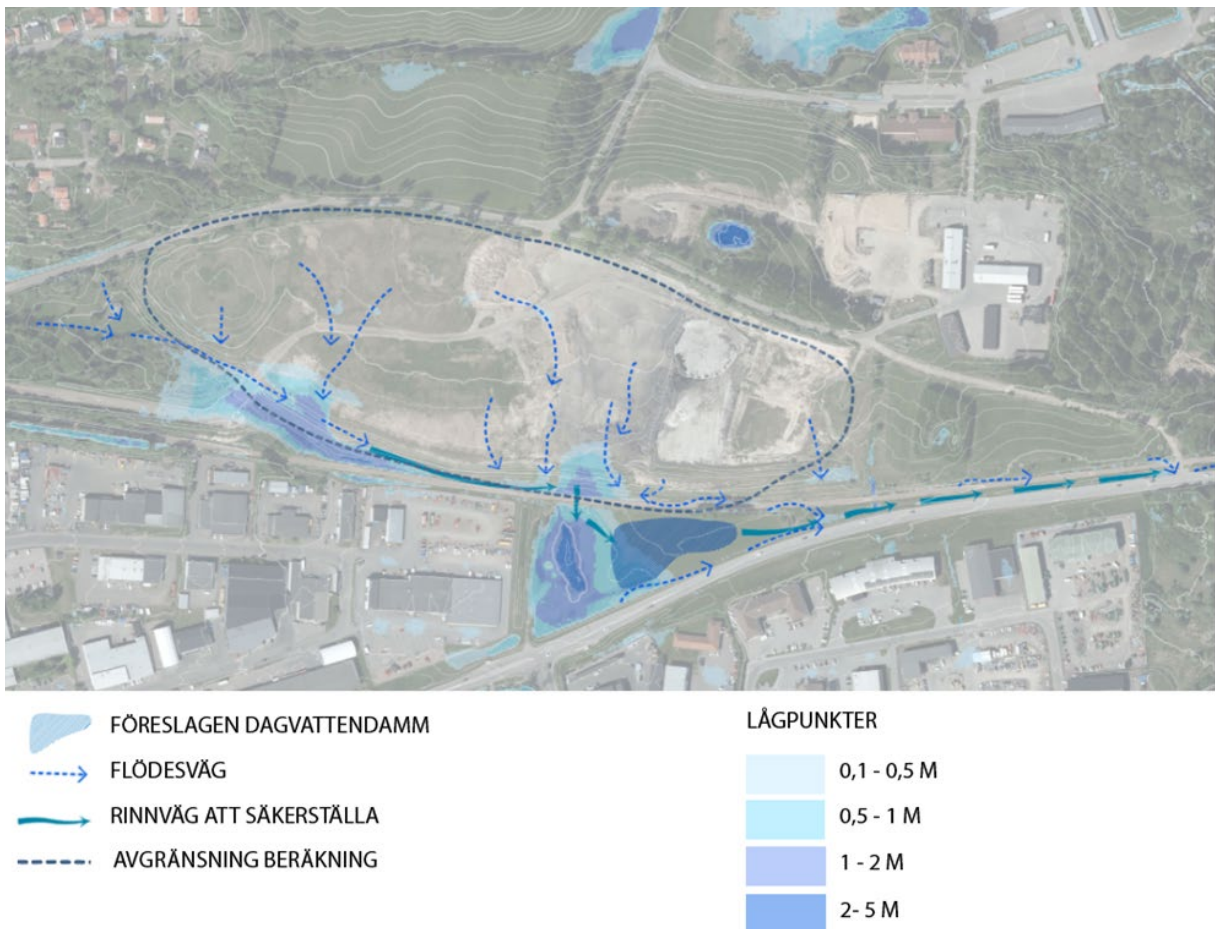 FÖRESLAGEN DAGVATTENDAMM
FLÖDESVÄG
RINNVÄG ATT SÄKERSTÄLLA
AVGRÄNSNING BERÄKNING
LÅGPUNKTER
0,1 - 0,5 M
0,5 - 1 M
1 - 2 M
2- 5 M